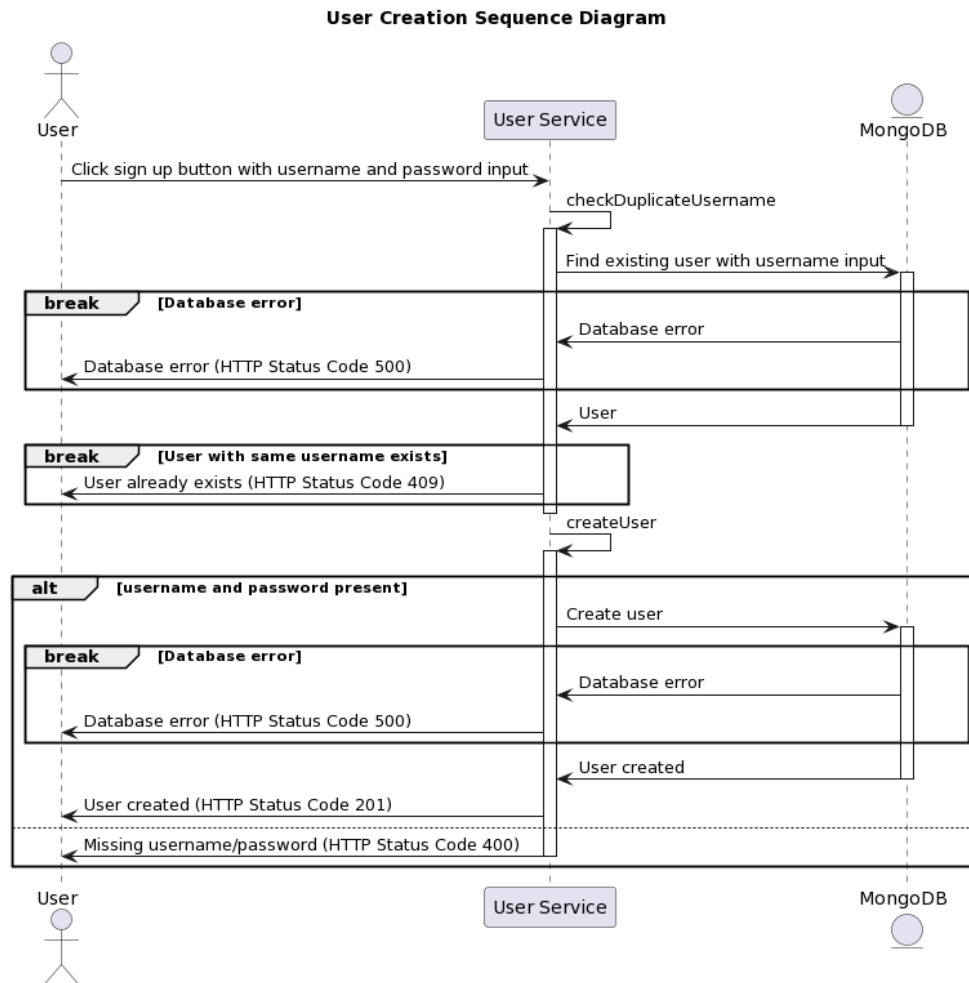 User Creation Sequence Diagram
User
User Service
MongoDB
Click sign up button with username and password input
checkDuplicateUsername
Find existing user with username input
break [Database error]
Database error
Database error (HTTP Status Code 500)
User
break [User with same username exists]
User already exists (HTTP Status Code 409)
createUser
alt [username and password present]
Create user
break [Database error]
Database error
Database error (HTTP Status Code 500)
User created
User created (HTTP Status Code 201)
Missing username/password (HTTP Status Code 400)
User
User Service
MongoDB